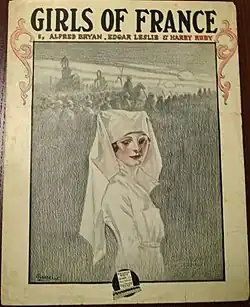 GIRLS OF FRANCE
By ALFRED BRYAN, EDGAR LESLIE & HARRY RUBY